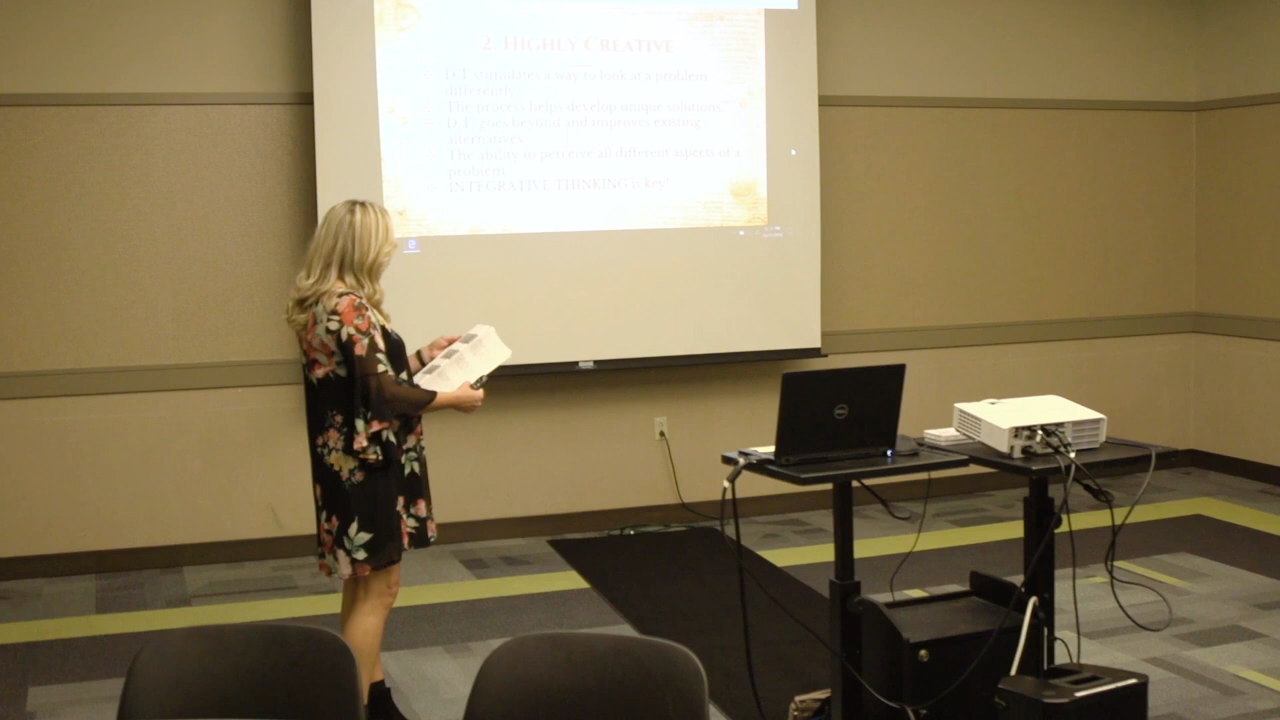 2. HIGHLY CREATIVE
D.T. stimulates a way to look at a problem
differently.
The process helps develop unique solutions.
D.T. goes beyond and improves existing
alternatives
The ability to perceive all different aspects of a
problem
INTEGRATIVE THINKING is key!
DELL